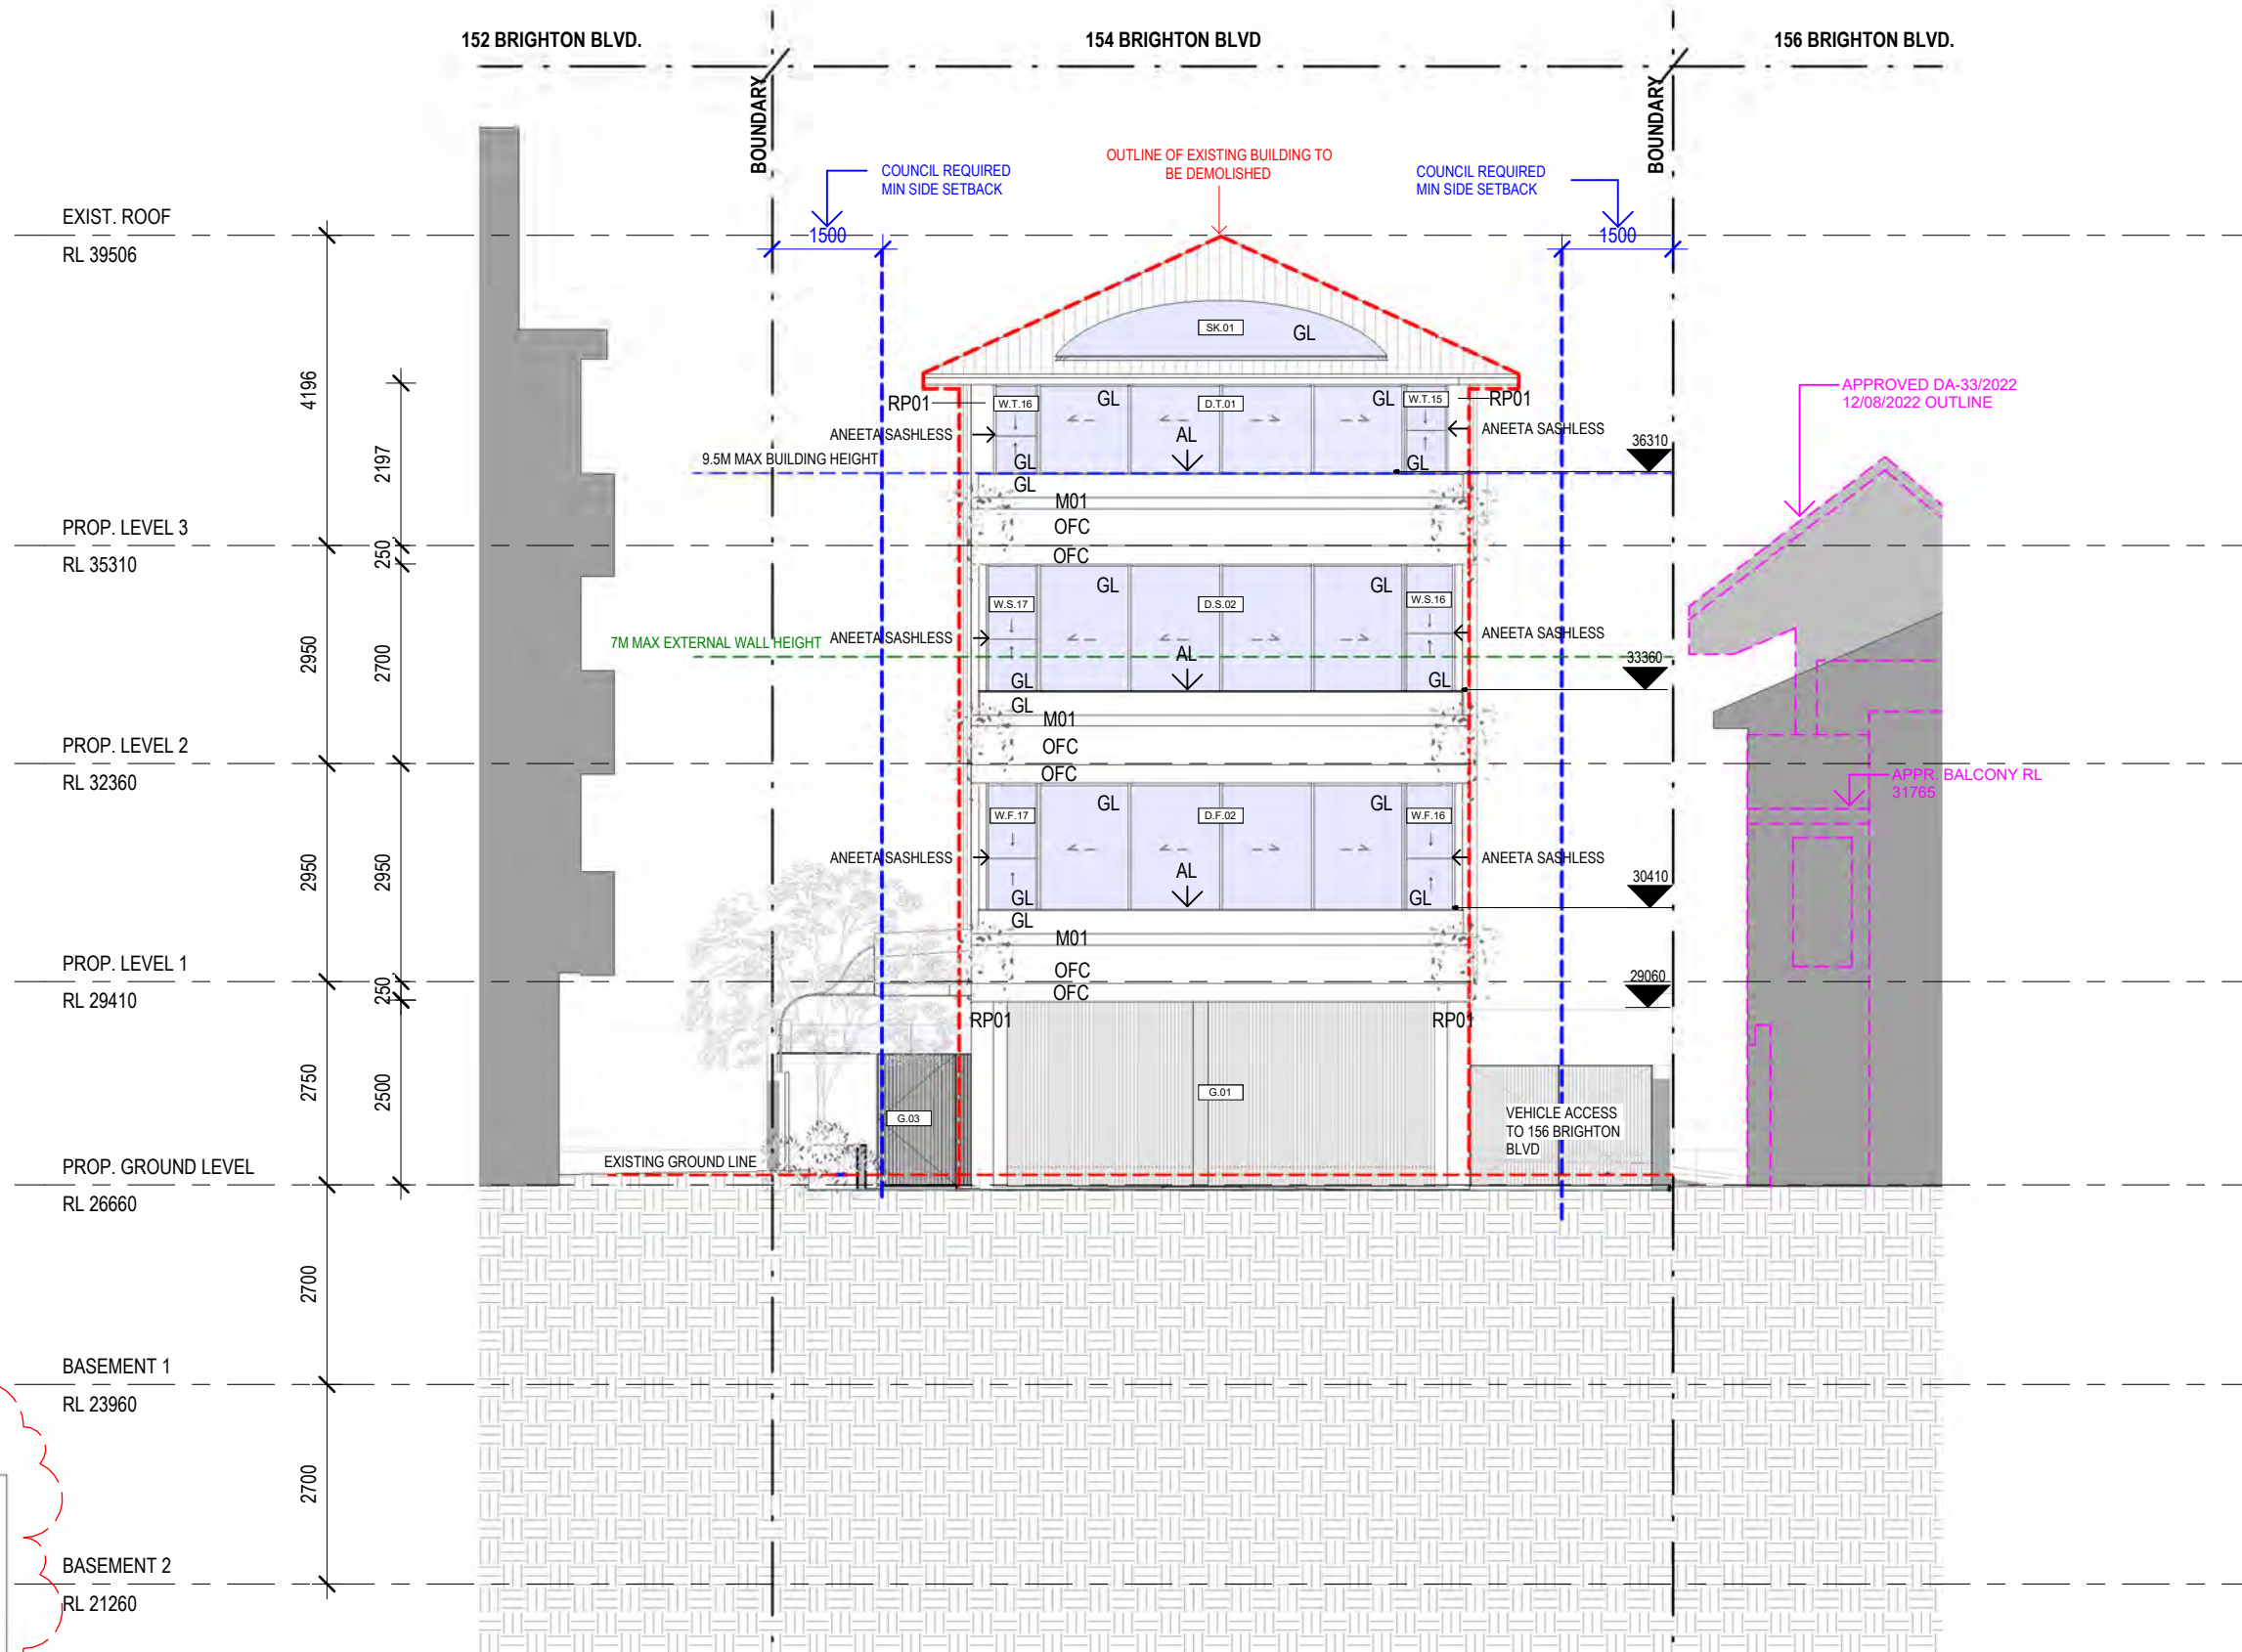 152 BRIGHTON BLVD.
154 BRIGHTON BLVD
156 BRIGHTON BLVD.
BOUNDARY
BOUNDARY
COUNCIL REQUIRED
MIN SIDE SETBACK
OUTLINE OF EXISTING BUILDING TO
BE DEMOLISHED
COUNCIL REQUIRED
MIN SIDE SETBACK
1500
1500
EXIST. ROOF
RL 39506
SK.01
GL
4196
2197
APPROVED DA-33/2022
12/08/2022 OUTLINE
RP01
W.T.16
GL
D.T.01
GL
W.T.15
RP01
ANEETA SASHLESS
AL
ANEETA SASHLESS
36310
9.5M MAX BUILDING HEIGHT
GL
GL
GL
M01
OFC
PROP. LEVEL 3
RL 35310
250
OFC
GL
GL
W.S.17
D.S.02
W.S.16
2950
2700
7M MAX EXTERNAL WALL HEIGHT
ANEETA SASHLESS
AL
ANEETA SASHLESS
33360
GL
GL
GL
M01
OFC
PROP. LEVEL 2
RL 32360
OFC
APPR. BALCONY RL
31765
GL
GL
W.F.17
D.F.02
W.F.16
2950
2950
ANEETA SASHLESS
AL
ANEETA SASHLESS
30410
GL
GL
GL
M01
PROP. LEVEL 1
RL 29410
250
OFC
OFC
29060
RP01
RP01
2750
2500
G.03
G.01
VEHICLE ACCESS
TO 156 BRIGHTON
BLVD
EXISTING GROUND LINE
PROP. GROUND LEVEL
RL 26660
2700
BASEMENT 1
RL 23960
2700
BASEMENT 2
RL 21260